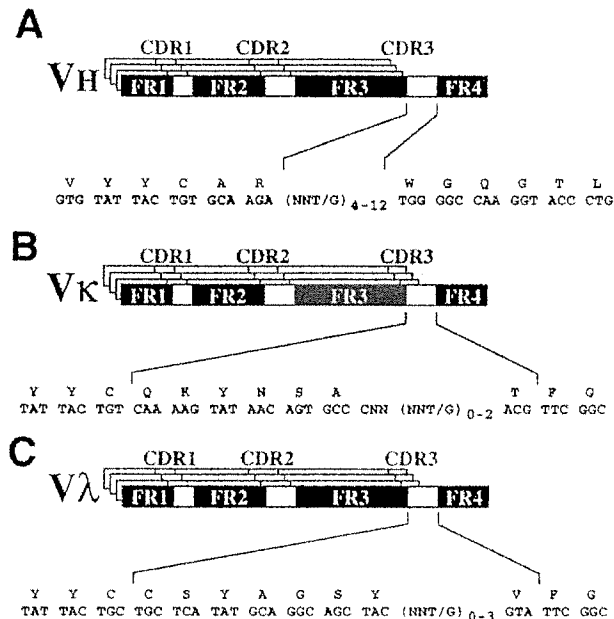 A
CDR1 CDR2 CDR3
VH FR1 FR2 FR3 FR4
V Y Y C A R W G Q G T L
GTG TAT TAC TGT GCA AGA (NNT/G)4-12 TGG GGC CAA GGT ACC CTG
B
CDR1 CDR2 CDR3
Vκ FR1 FR2 FR3 FR4
Y Y C Q K Y N S A T F G
TAT TAC TGT CAA AAG TAT AAC AGT GCC CNN (NNT/G)0-2 ACG TTC GGC
C
CDR1 CDR2 CDR3
Vλ FR1 FR2 FR3 FR4
Y Y C C S Y A G S Y V F G
TAT TAC TGC TGC TCA TAT GCA GGC AGC TAC (NNT/G)0-3 GTA TTC GGC